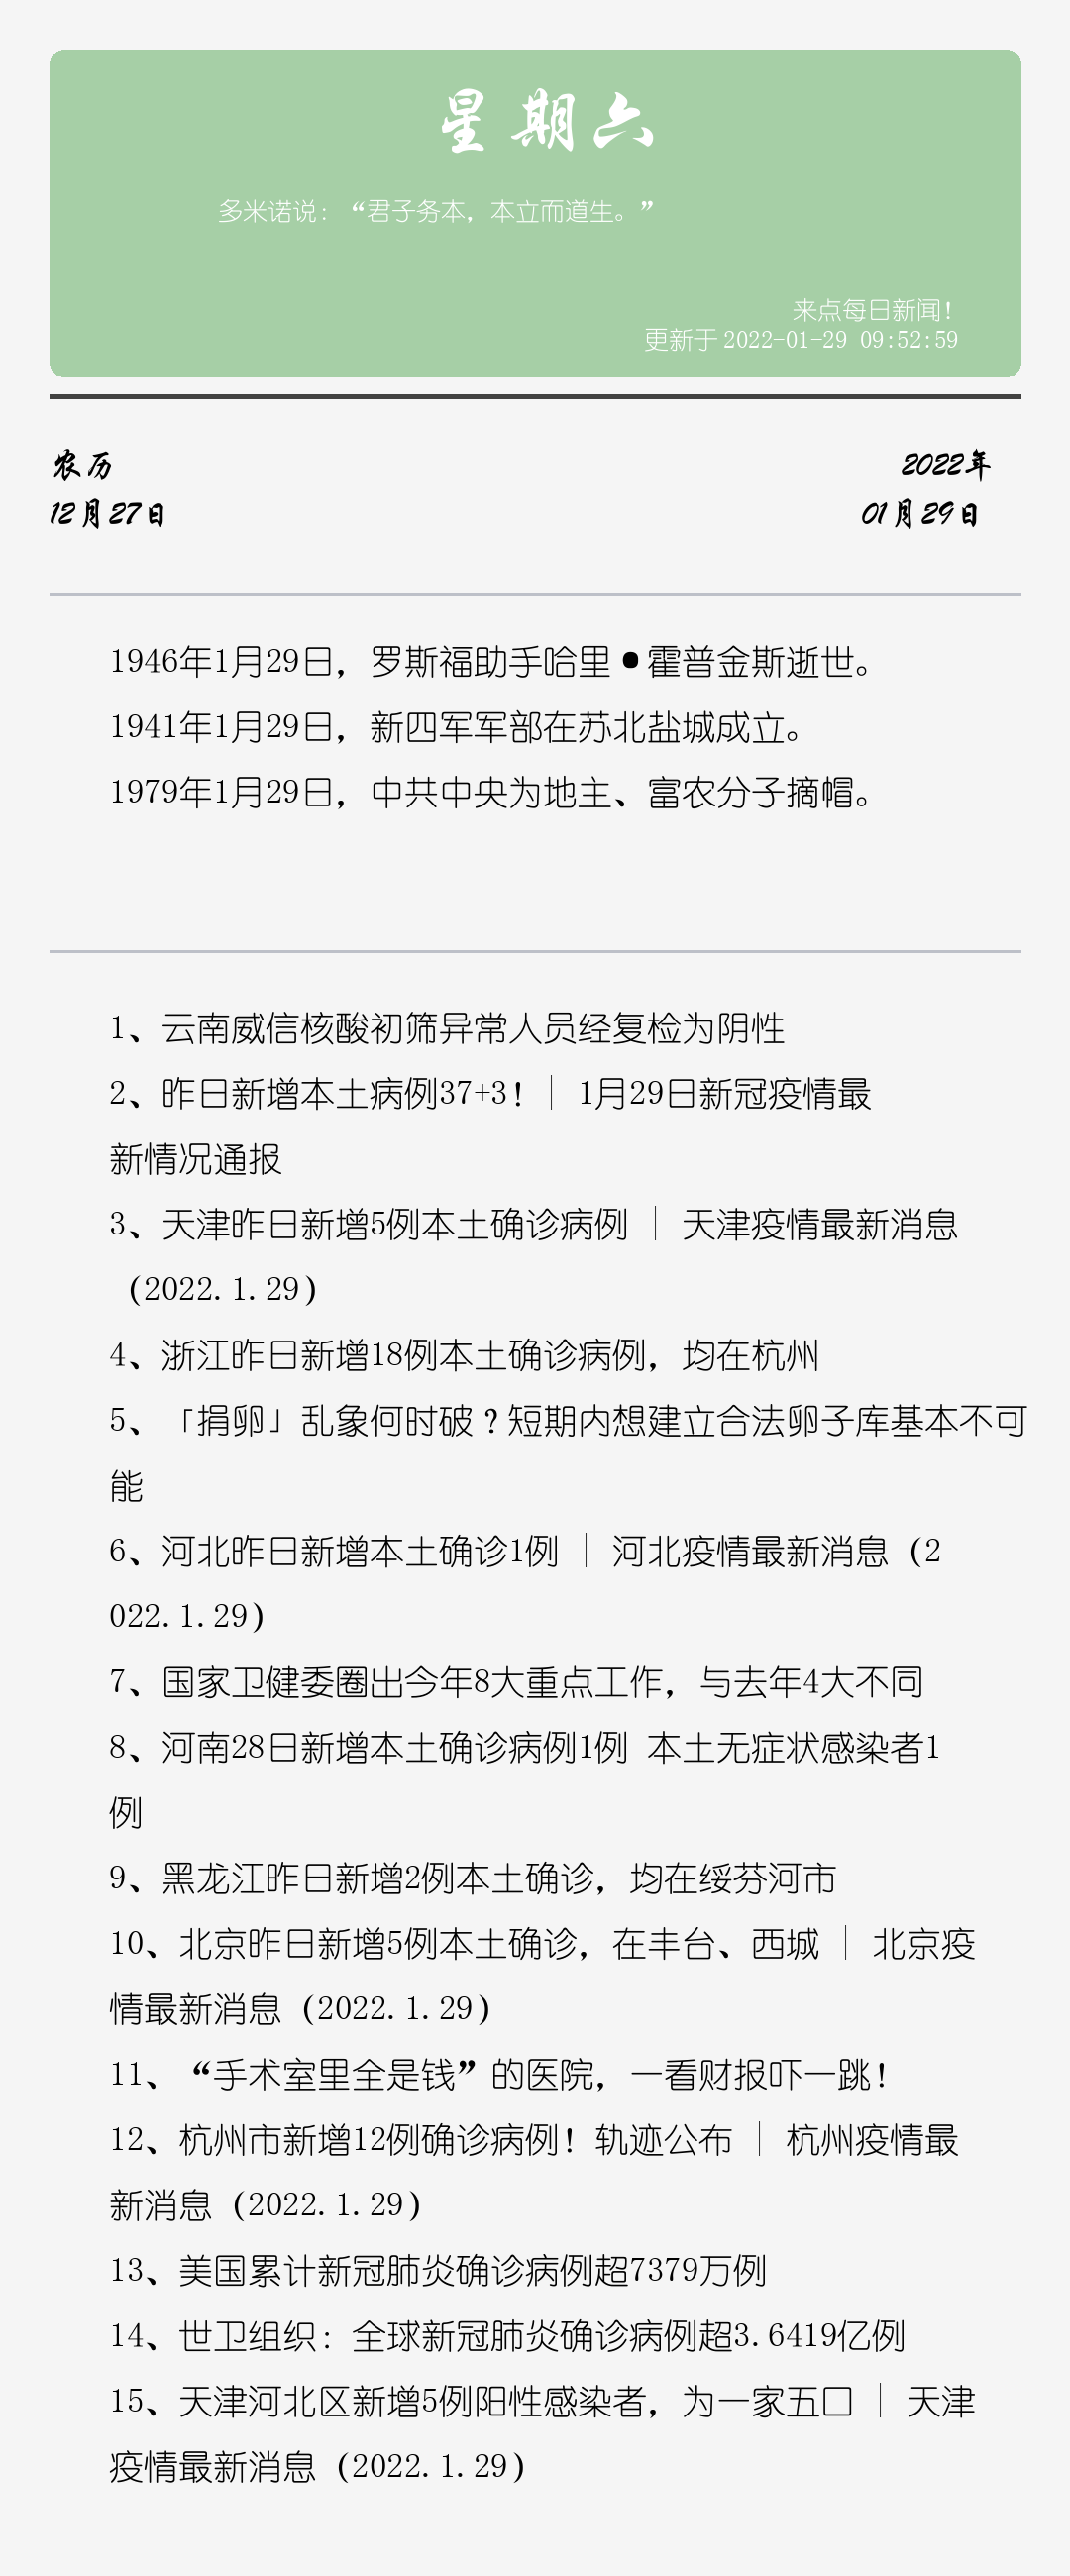 星期六
多米诺说：“君子务本，本立而道生。”
来点每日新闻！
更新于2022-01-29 09:52:59
农历
2022年
12月27日
01月29日
1946年1月29日，罗斯福助手哈里•霍普金斯逝世。
1941年1月29日，新四军军部在苏北盐城成立。
1979年1月29日，中共中央为地主、富农分子摘帽。
1、云南威信核酸初筛异常人员经复检为阴性
2、昨日新增本土病例37+3！｜ 1月29日新冠疫情最
新情况通报
3、天津昨日新增5例本土确诊病例 ｜ 天津疫情最新消息
（2022.1.29）
4、浙江昨日新增18例本土确诊病例，均在杭州
5、「捐卵」乱象何时破？短期内想建立合法卵子库基本不可
能
6、河北昨日新增本土确诊1例 ｜ 河北疫情最新消息（2
022.1.29）
7、国家卫健委圈出今年8大重点工作，与去年4大不同
8、河南28日新增本土确诊病例1例 本土无症状感染者1
例
9、黑龙江昨日新增2例本土确诊，均在绥芬河市
10、北京昨日新增5例本土确诊，在丰台、西城 ｜ 北京疫
情最新消息（2022.1.29）
11、“手术室里全是钱”的医院，一看财报吓一跳！
12、杭州市新增12例确诊病例！轨迹公布 ｜ 杭州疫情最
新消息（2022.1.29）
13、美国累计新冠肺炎确诊病例超7379万例
14、世卫组织：全球新冠肺炎确诊病例超3.6419亿例
15、天津河北区新增5例阳性感染者，为一家五口 ｜ 天津
疫情最新消息（2022.1.29）